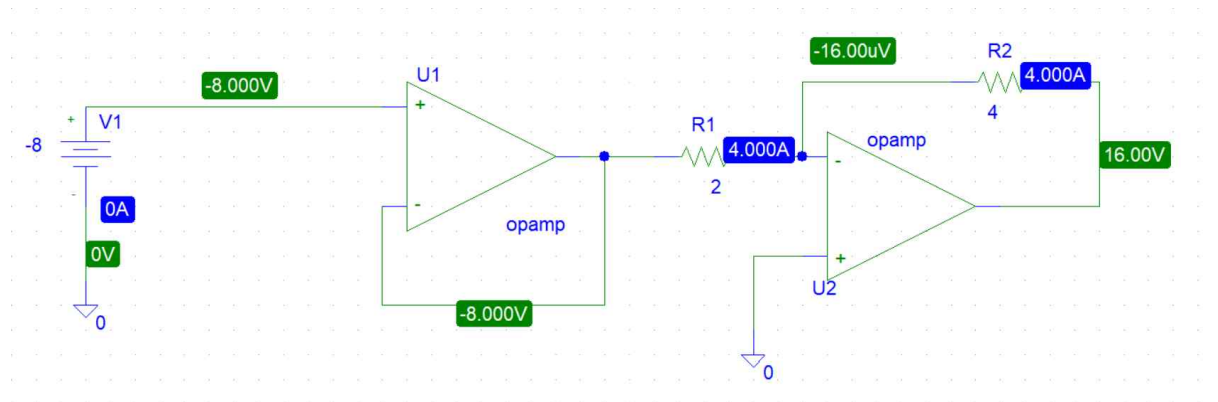 -16.00uV
R2
4.000A
4
U1
-8.000V
+
+
V1
-8
-
0A
0V
0
-
opamp
-8.000V
R1
4.000A
2
opamp
-
16.00V
+
U2
0